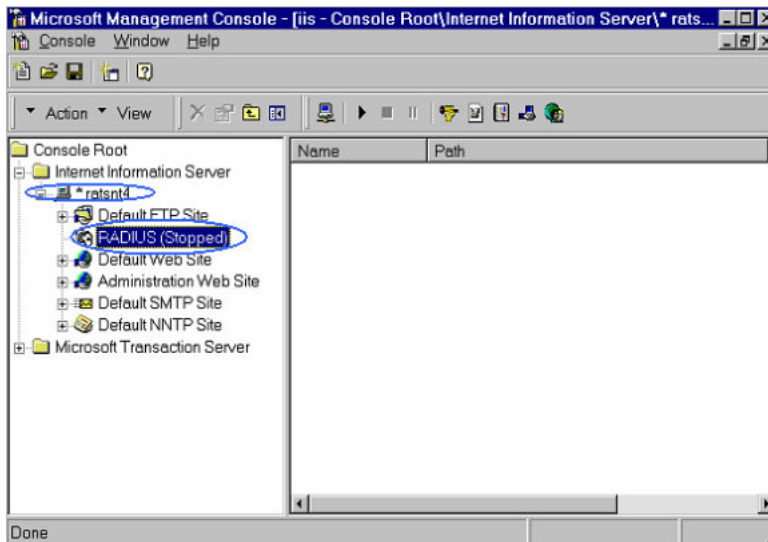 Microsoft Management Console - [iis - Console Root\Internet Information Server\* rats...
Console Window Help
Action View
Console Root
Name Path
Internet Information Server
* ratsnt4
Default FTP Site
RADIUS (Stopped)
Default Web Site
Administration Web Site
Default SMTP Site
Default NNTP Site
Microsoft Transaction Server
Done